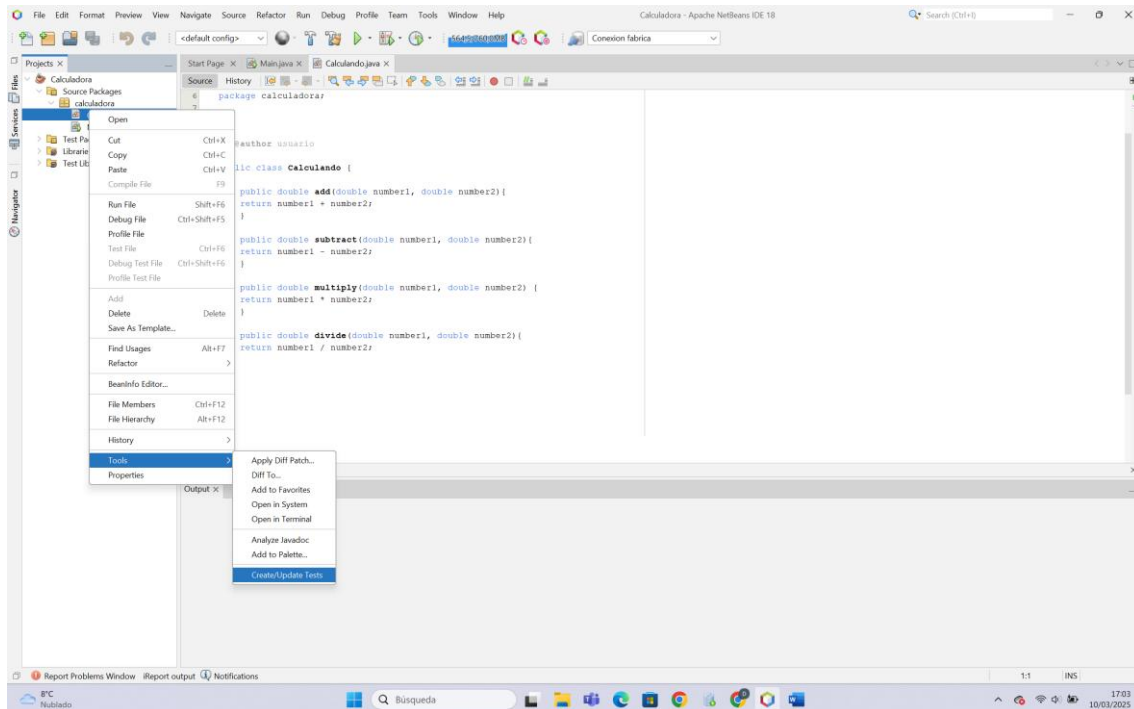 File Edit Format Preview View Navigate Source Refactor Run Debug Profile Team Tools Window Help
Calculadora - Apache NetBeans IDE 18
Search (Ctrl+I)
<default config>
Conexion fabrica
Projects ×
Start Page × Main.java × Calculando.java ×
Files
Services
Navigator
Calculadora
Source Packages
calculadora
Test Pa
Librarie
Test Lib
Source History
6 package calculadora;
7
@author usuario
lic class Calculando {
public double add(double number1, double number2){
return number1 + number2;
}
public double subtract(double number1, double number2){
return number1 - number2;
}
public double multiply(double number1, double number2) {
return number1 * number2;
}
public double divide(double number1, double number2){
return number1 / number2;
Open
Cut Ctrl+X
Copy Ctrl+C
Paste Ctrl+V
Compile File F9
Run File Shift+F6
Debug File Ctrl+Shift+F5
Profile File
Test File Ctrl+F6
Debug Test File Ctrl+Shift+F6
Profile Test File
Add
Delete Delete
Save As Template...
Find Usages Alt+F7
Refactor
BeanInfo Editor...
File Members Ctrl+F12
File Hierarchy Alt+F12
History
Tools
Properties
Apply Diff Patch...
Diff To...
Add to Favorites
Open in System
Open in Terminal
Analyze Javadoc
Add to Palette...
Create/Update Tests
Output ×
Report Problems Window iReport output Notifications
1:1 INS
8°C
Nublado
Búsqueda
17:03
10/03/2025